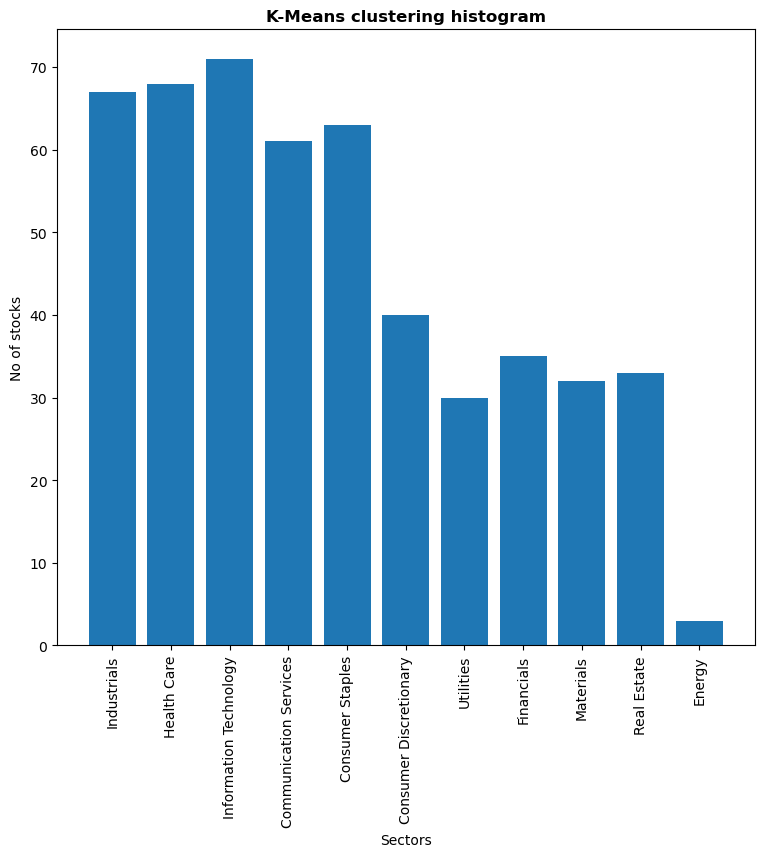 K-Means clustering histogram
No of stocks
70
60
50
40
30
20
10
0
Industrials
Health Care
Information Technology
Communication Services
Consumer Staples
Consumer Discretionary
Utilities
Financials
Materials
Real Estate
Energy
Sectors